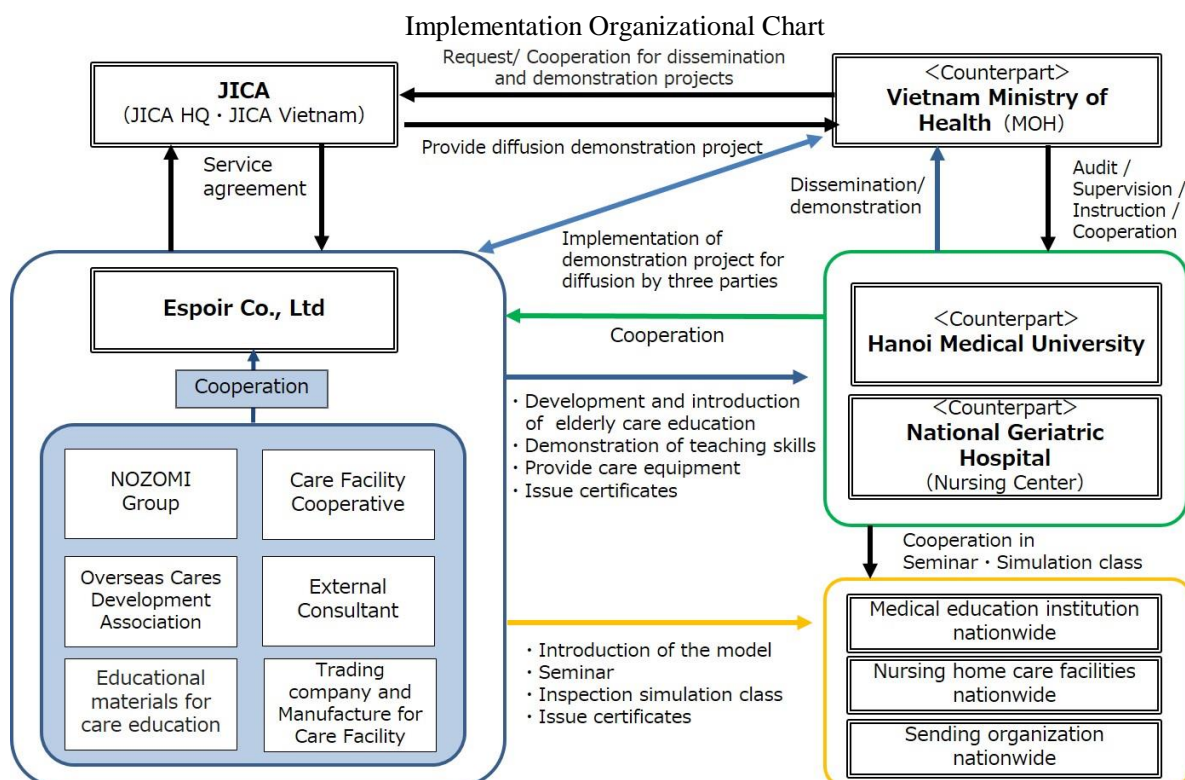 Implementation Organizational Chart
Request/ Cooperation for dissemination
and demonstration projects
JICA
(JICA HQ・JICA Vietnam)
<Counterpart>
Vietnam Ministry of
Health (MOH)
Provide diffusion demonstration project
Service
agreement
Dissemination/
demonstration
Audit /
Supervision /
Instruction /
Cooperation
Implementation of
demonstration project for
diffusion by three parties
Espoir Co., Ltd
Cooperation
<Counterpart>
Hanoi Medical University
Cooperation
・Development and introduction
of elderly care education
・Demonstration of teaching skills
・Provide care equipment
・Issue certificates
<Counterpart>
National Geriatric
Hospital
(Nursing Center)
NOZOMI
Group
Care Facility
Cooperative
Overseas Cares
Development
Association
External
Consultant
Educational
materials for
care education
Trading
company and
Manufacture for
Care Facility
Cooperation in
Seminar・Simulation class
・Introduction of the model
・Seminar
・Inspection simulation class
・Issue certificates
Medical education institution
nationwide
Nursing home care facilities
nationwide
Sending organization
nationwide